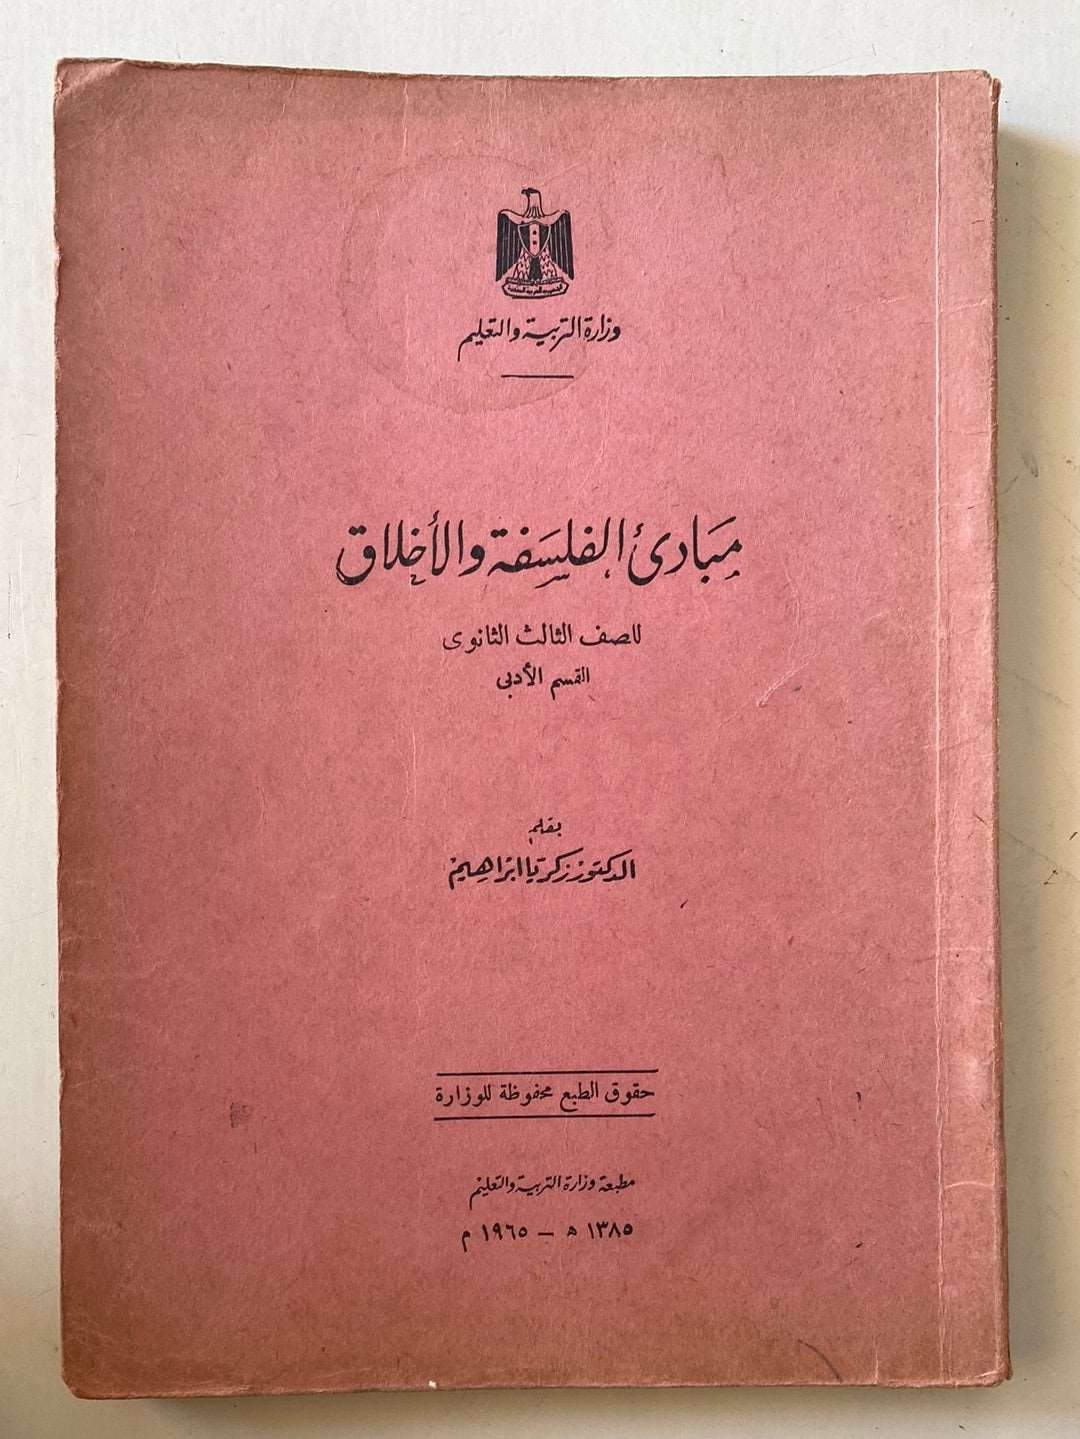 وزارة التربية والتعليم
مبادئ الفلسفة والأخلاق
للصف الثالث الثانوى
القسم الأدبى
بقلم
الدكتور زكريا ابراهيم
حقوق الطبع محفوظة للوزارة
مطبعة وزارة التربية والتعليم
١٣٨٥ ه – ١٩٦٥ م